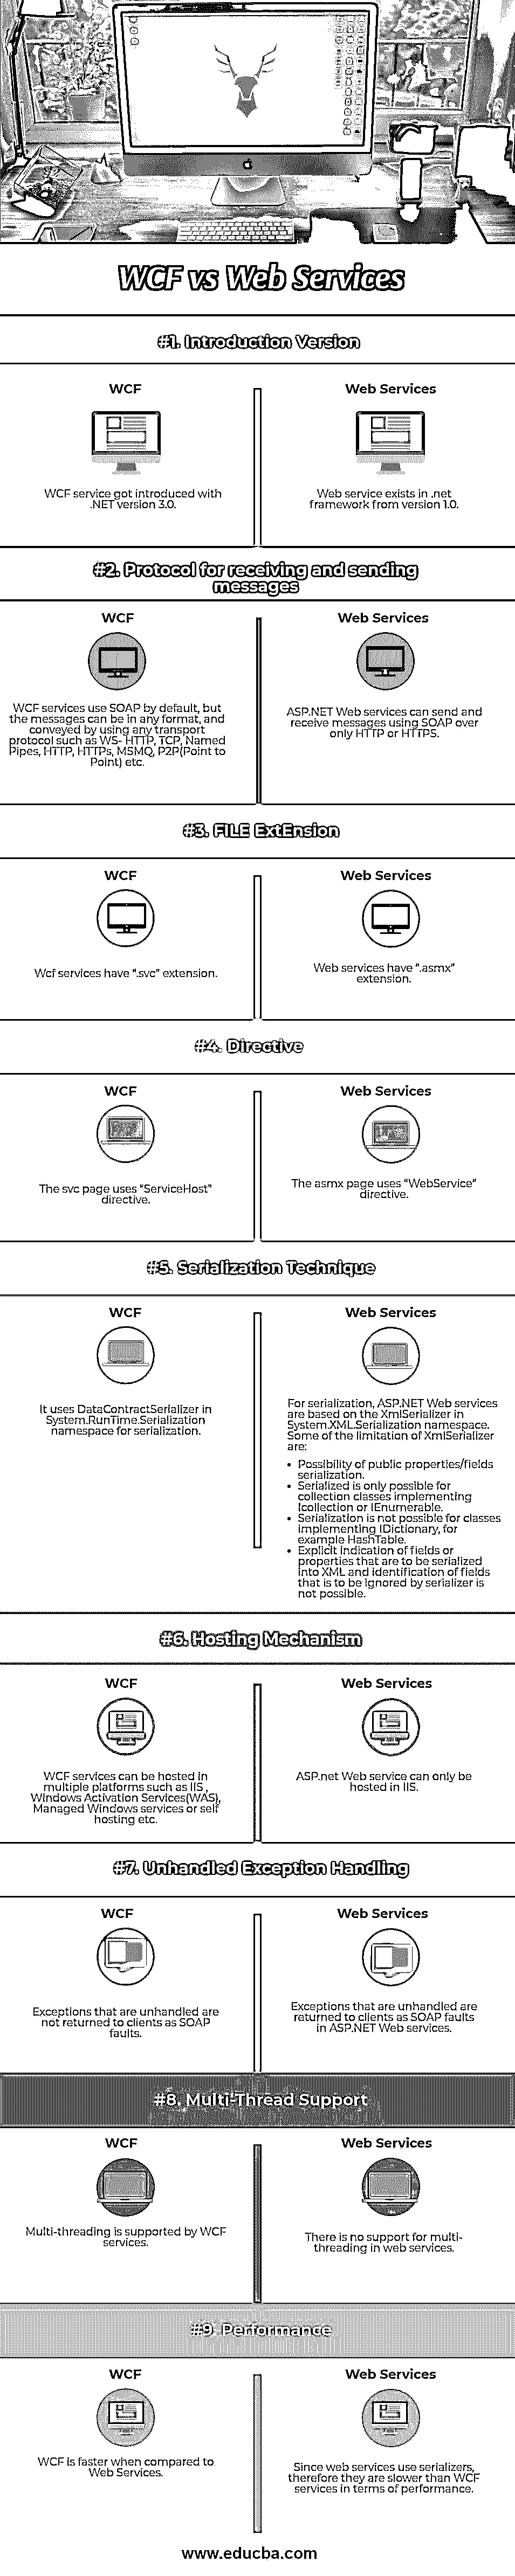 WCF vs Web Services
#1. Introduction Version
WCF
WCF service got introduced with
.NET version 3.0.
Web Services
Web service exists in .net
framework from version 1.0.
#2. Protocol for receiving and sending
messages
WCF
WCF services use SOAP by default, but
the messages can be in any format, and
conveyed by using any transport
protocol such as WS- HTTP, TCP, Named
Pipes, HTTP, HTTPs, MSMQ, P2P(Point to
Point) etc.
Web Services
ASP.NET Web services can send and
receive messages using SOAP over
only HTTP or HTTPS.
#3. FILE ExtEnsion
WCF
Wcf services have ".svc" extension.
Web Services
Web services have ".asmx"
extension.
#4. Directive
WCF
The svc page uses "ServiceHost"
directive.
Web Services
The asmx page uses "WebService"
directive.
#5. Serialization Technique
WCF
It uses DataContractSerializer in
System.RunTime.Serialization
namespace for serialization.
Web Services
For serialization, ASP.NET Web services
are based on the XmlSerializer in
System.XML.Serialization namespace.
Some of the limitation of XmlSerializer
are:
• Possibility of public properties/fields
serialization.
• Serialized is only possible for
collection classes implementing
Icollection or IEnumerable.
• Serialization is not possible for classes
implementing IDictionary, for
example HashTable.
• Explicit indication of fields or
properties that are to be serialized
into XML and identification of fields
that is to be ignored by serializer is
not possible.
#6. Hosting Mechanism
WCF
WCF services can be hosted in
multiple platforms such as IIS ,
Windows Activation Services(WAS),
Managed Windows services or self
hosting etc.
Web Services
ASP.net Web service can only be
hosted in IIS.
#7. Unhandled Exception Handling
WCF
Exceptions that are unhandled are
not returned to clients as SOAP
faults.
Web Services
Exceptions that are unhandled are
returned to clients as SOAP faults
in ASP.NET Web services.
#8. Multi-Thread Support
WCF
Multi-threading is supported by WCF
services.
Web Services
There is no support for multi-
threading in web services.
#9. Performance
WCF
WCF is faster when compared to
Web Services.
Web Services
Since web services use serializers,
therefore they are slower than WCF
services in terms of performance.
www.educba.com